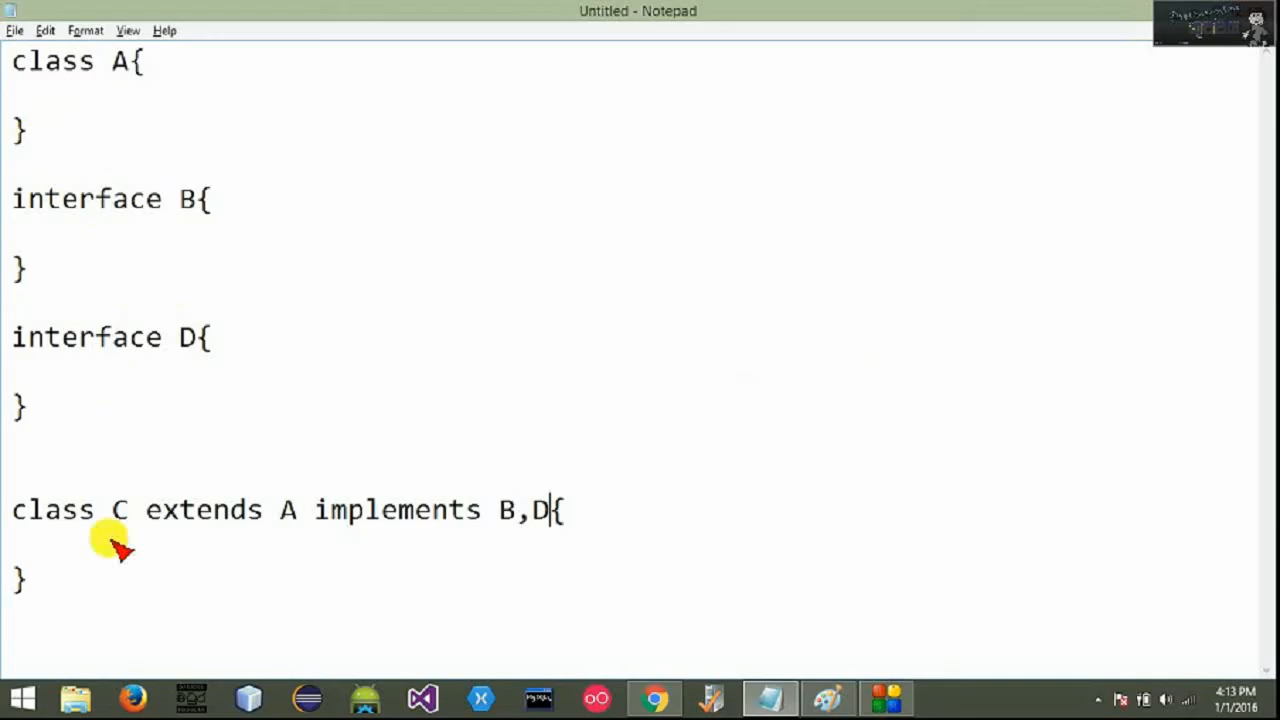 Untitled - Notepad
File Edit Format View Help
class A{
}
interface B{
}
interface D{
}
class C extends A implements B,D{
}
4:13 PM
1/1/2016